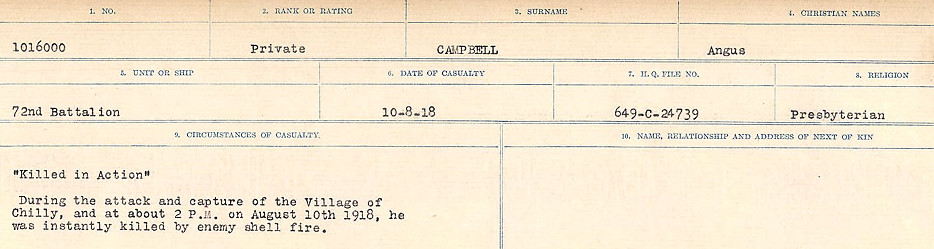 1. NO. 2. RANK OR RATING 3. SURNAME 4. CHRISTIAN NAMES
1016000 Private CAMPBELL Angus
5. UNIT OR SHIP 6. DATE OF CASUALTY 7. H. Q. FILE NO. 8. RELIGION
72nd Battalion 10-8-18 649-C-24739 Presbyterian
9. CIRCUMSTANCES OF CASUALTY. 10. NAME, RELATIONSHIP AND ADDRESS OF NEXT OF KIN
"Killed in Action"
During the attack and capture of the Village of
Chilly, and at about 2 P.M. on August 10th 1918, he
was instantly killed by enemy shell fire.